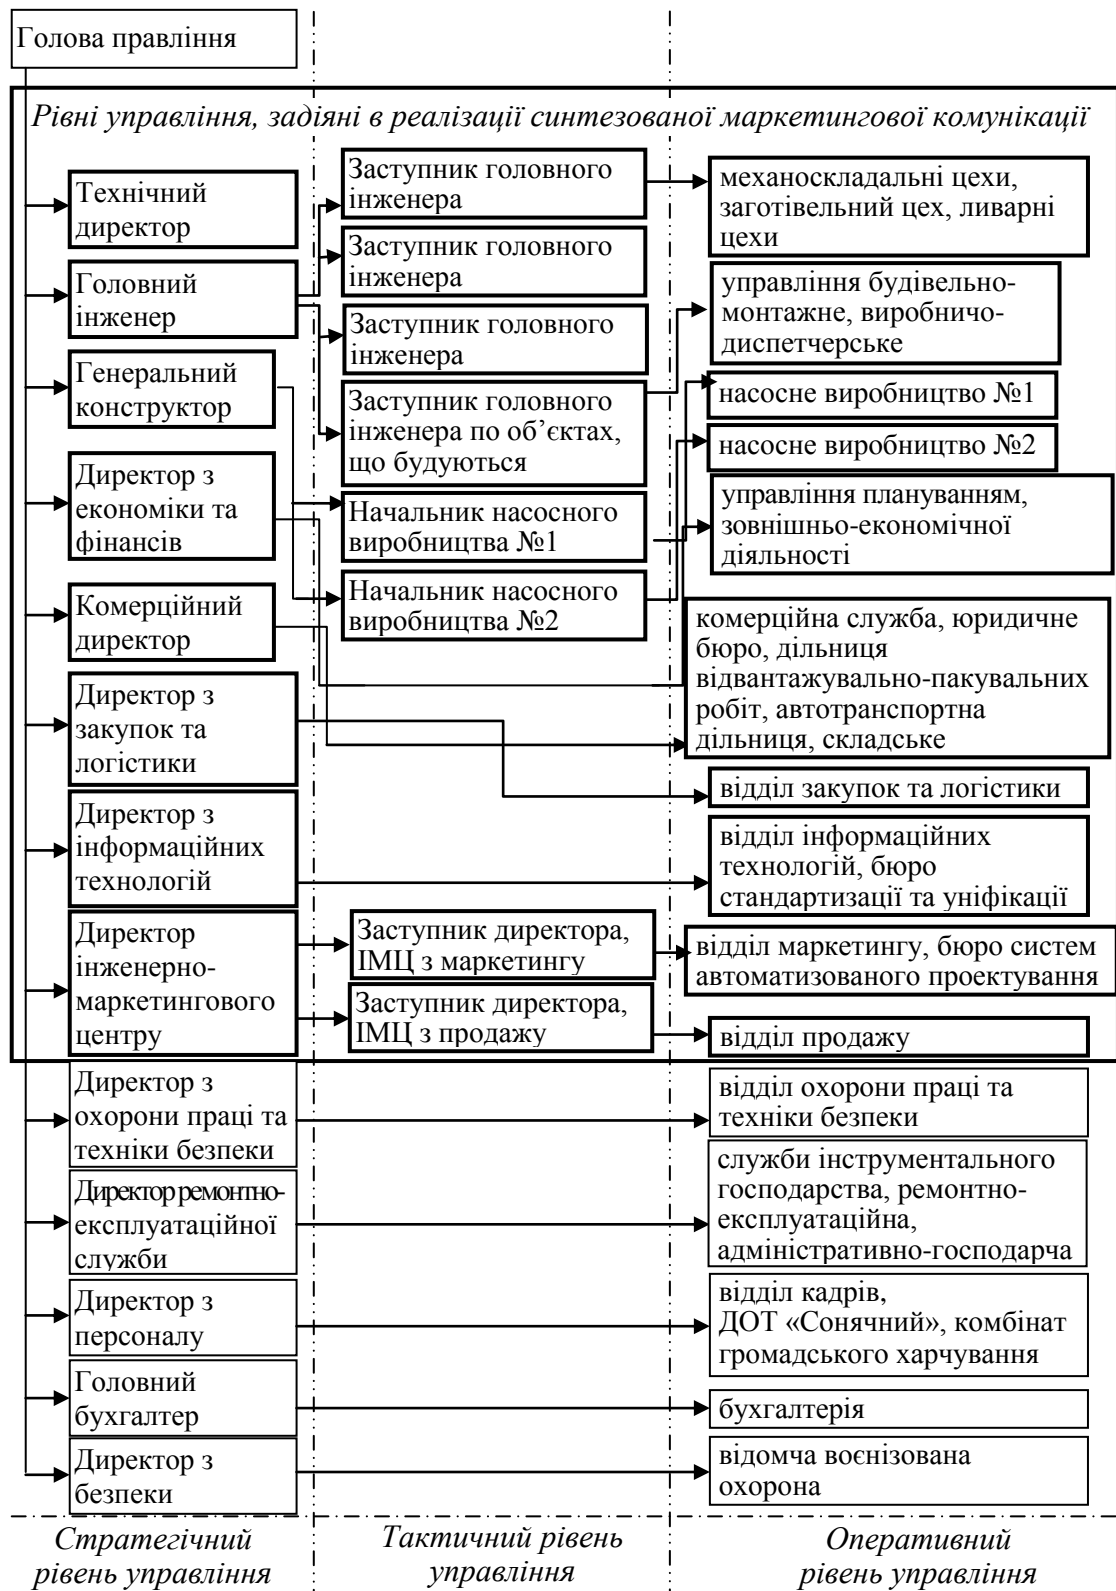 Голова правління
Рівні управління, задіяні в реалізації синтезованої маркетингової комунікації
Технічний
директор
Головний
інженер
Генеральний
конструктор
Директор з
економіки та
фінансів
Комерційний
директор
Директор з
закупок та
логістики
Директор з
інформаційних
технологій
Директор
інженерно-
маркетингового
центру
Директор з
охорони праці та
техніки безпеки
Директор ремонтно-
експлуатаційної
служби
Директор з
персоналу
Головний
бухгалтер
Директор з
безпеки
Заступник головного
інженера
Заступник головного
інженера
Заступник головного
інженера
Заступник головного
інженера по об’єктах,
що будуються
Начальник насосного
виробництва №1
Начальник насосного
виробництва №2
Заступник директора,
ІМЦ з маркетингу
Заступник директора,
ІМЦ з продажу
механоскладальні цехи,
заготівельний цех, ливарні
цехи
управління будівельно-
монтажне, виробничо-
диспетчерське
насосне виробництво №1
насосне виробництво №2
управління плануванням,
зовнішньо-економічної
діяльності
комерційна служба, юридичне
бюро, дільниця
відвантажувально-пакувальних
робіт, автотранспортна
дільниця, складське
відділ закупок та логістики
відділ інформаційних
технологій, бюро
стандартизації та уніфікації
відділ маркетингу, бюро систем
автоматизованого проектування
відділ продажу
відділ охорони праці та
техніки безпеки
служби інструментального
господарства, ремонтно-
експлуатаційна,
адміністративно-господарча
відділ кадрів,
ДОТ «Сонячний», комбінат
громадського харчування
бухгалтерія
відомча воєнізована
охорона
Стратегічний
рівень управління
Тактичний рівень
управління
Оперативний
рівень управління